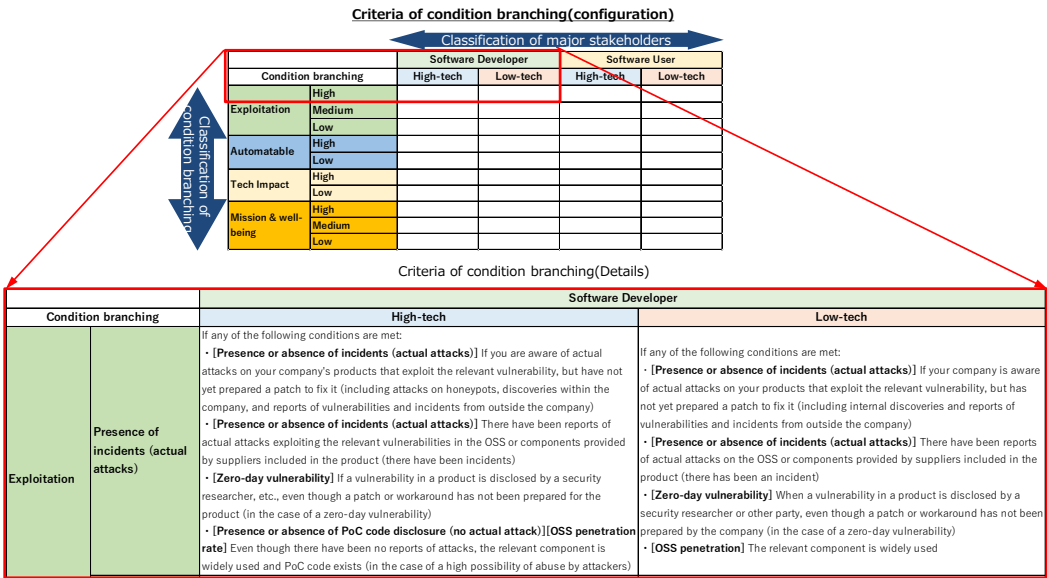 Criteria of condition branching(configuration)
Classification of major stakeholders
Software Developer
Software User
Condition branching
High-tech
Low-tech
High-tech
Low-tech
Classification of
condition branching
Exploitation
High
Medium
Low
Automatable
High
Low
Tech Impact
High
Low
Mission & well-
being
High
Medium
Low
Criteria of condition branching(Details)
Software Developer
Condition branching
High-tech
Low-tech
Exploitation
Presence of
incidents (actual
attacks)
If any of the following conditions are met:
・[Presence or absence of incidents (actual attacks)] If you are aware of actual
attacks on your company's products that exploit the relevant vulnerability, but have not
yet prepared a patch to fix it (including attacks on honeypots, discoveries within the
company, and reports of vulnerabilities and incidents from outside the company)
・[Presence or absence of incidents (actual attacks)] There have been reports of
actual attacks exploiting the relevant vulnerabilities in the OSS or components provided
by suppliers included in the product (there have been incidents)
・[Zero-day vulnerability] If a vulnerability in a product is disclosed by a security
researcher, etc., even though a patch or workaround has not been prepared for the
product (in the case of a zero-day vulnerability)
・[Presence or absence of PoC code disclosure (no actual attack)][OSS penetration
rate] Even though there have been no reports of attacks, the relevant component is
widely used and PoC code exists (in the case of a high possibility of abuse by attackers)
If any of the following conditions are met:
・[Presence or absence of incidents (actual attacks)] If your company is aware
of actual attacks on your products that exploit the relevant vulnerability, but has
not yet prepared a patch to fix it (including internal discoveries and reports of
vulnerabilities and incidents from outside the company)
・[Presence or absence of incidents (actual attacks)] There have been reports
of actual attacks on the OSS or components provided by suppliers included in the
product (there has been an incident)
・[Zero-day vulnerability] When a vulnerability in a product is disclosed by a
security researcher or other party, even though a patch or workaround has not been
prepared by the company (in the case of a zero-day vulnerability)
・[OSS penetration] The relevant component is widely used